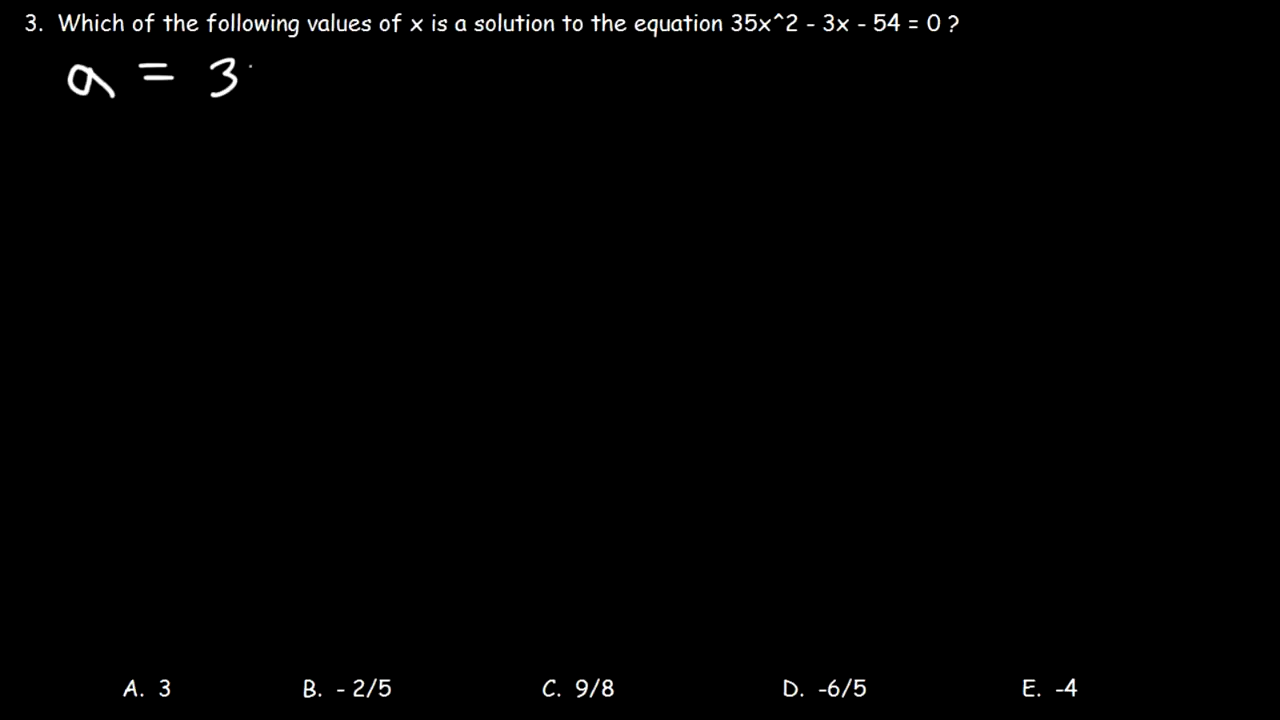 3. Which of the following values of x is a solution to the equation 35x^2 - 3x - 54 = 0 ?
a = 3
A. 3 B. - 2/5 C. 9/8 D. -6/5 E. -4